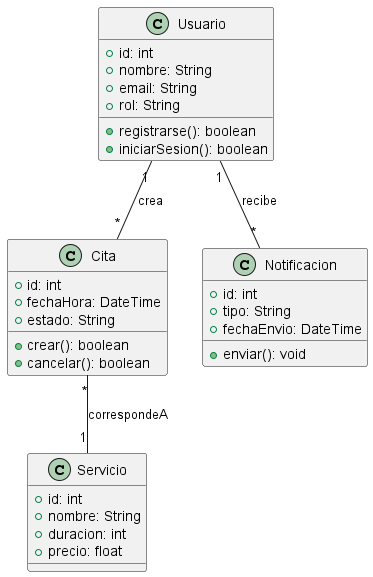 C Usuario
id: int
nombre: String
email: String
rol: String
registrarse(): boolean
iniciarSesion(): boolean
1 1
crea recibe
* *
C Cita
id: int
fechaHora: DateTime
estado: String
crear(): boolean
cancelar(): boolean
C Notificacion
id: int
tipo: String
fechaEnvio: DateTime
enviar(): void
*
correspondeA
1
C Servicio
id: int
nombre: String
duracion: int
precio: float